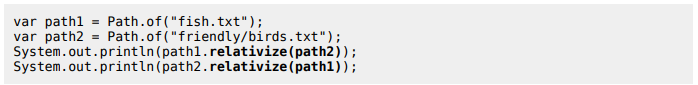 var path1 = Path.of("fish.txt");
var path2 = Path.of("friendly/birds.txt");
System.out.println(path1.relativize(path2));
System.out.println(path2.relativize(path1));